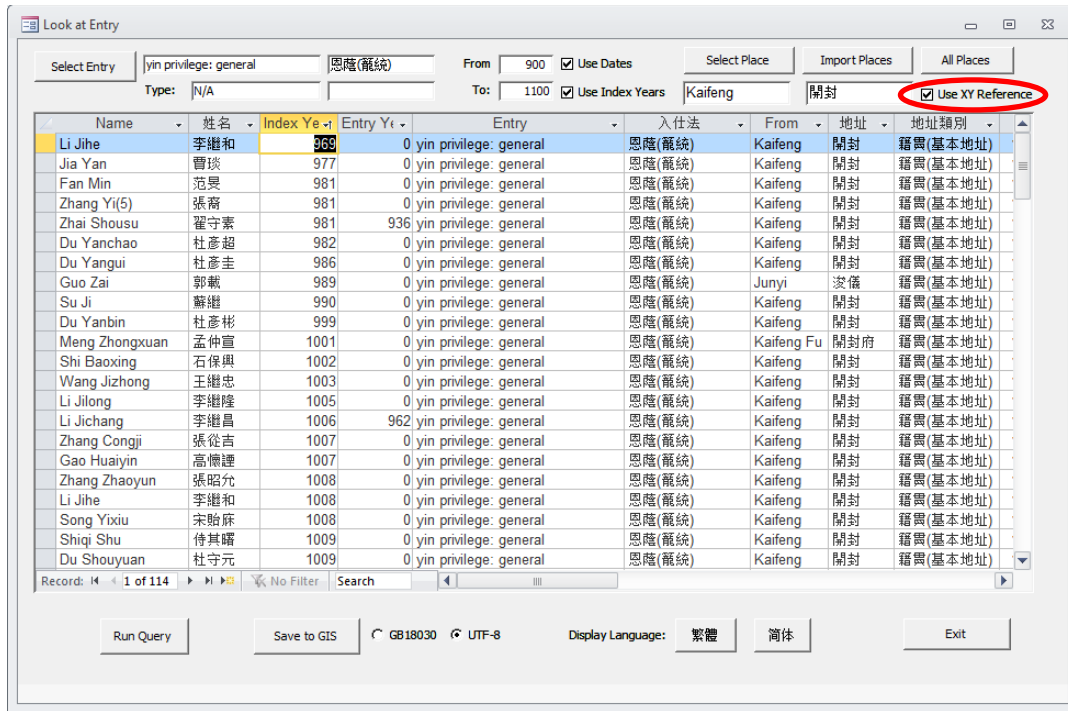 Look at Entry
Select Entry yin privilege: general 恩蔭(籠統) From 900 Use Dates Select Place Import Places All Places
Type: N/A To: 1100 Use Index Years Kaifeng 開封 Use XY Reference
Name 姓名 Index Ye Entry Ye Entry 入仕法 From 地址 地址類別
Li Jihe 李繼和 969 0 yin privilege: general 恩蔭(籠統) Kaifeng 開封 籍貫(基本地址)
Jia Yan 賈琰 977 0 yin privilege: general 恩蔭(籠統) Kaifeng 開封 籍貫(基本地址)
Fan Min 范旻 981 0 yin privilege: general 恩蔭(籠統) Kaifeng 開封 籍貫(基本地址)
Zhang Yi(5) 張裔 981 0 yin privilege: general 恩蔭(籠統) Kaifeng 開封 籍貫(基本地址)
Zhai Shousu 翟守素 981 936 yin privilege: general 恩蔭(籠統) Kaifeng 開封 籍貫(基本地址)
Du Yanchao 杜彥超 982 0 yin privilege: general 恩蔭(籠統) Kaifeng 開封 籍貫(基本地址)
Du Yangui 杜彥圭 986 0 yin privilege: general 恩蔭(籠統) Kaifeng 開封 籍貫(基本地址)
Guo Zai 郭載 989 0 yin privilege: general 恩蔭(籠統) Junyi 浚儀 籍貫(基本地址)
Su Ji 蘇繼 990 0 yin privilege: general 恩蔭(籠統) Kaifeng 開封 籍貫(基本地址)
Du Yanbin 杜彥彬 999 0 yin privilege: general 恩蔭(籠統) Kaifeng 開封 籍貫(基本地址)
Meng Zhongxuan 孟仲宣 1001 0 yin privilege: general 恩蔭(籠統) Kaifeng Fu 開封府 籍貫(基本地址)
Shi Baoxing 石保興 1002 0 yin privilege: general 恩蔭(籠統) Kaifeng 開封 籍貫(基本地址)
Wang Jizhong 王繼忠 1003 0 yin privilege: general 恩蔭(籠統) Kaifeng 開封 籍貫(基本地址)
Li Jilong 李繼隆 1005 0 yin privilege: general 恩蔭(籠統) Kaifeng 開封 籍貫(基本地址)
Li Jichang 李繼昌 1006 962 yin privilege: general 恩蔭(籠統) Kaifeng 開封 籍貫(基本地址)
Zhang Congji 張從吉 1007 0 yin privilege: general 恩蔭(籠統) Kaifeng 開封 籍貫(基本地址)
Gao Huaiyin 高懷諲 1007 0 yin privilege: general 恩蔭(籠統) Kaifeng 開封 籍貫(基本地址)
Zhang Zhaoyun 張昭允 1008 0 yin privilege: general 恩蔭(籠統) Kaifeng 開封 籍貫(基本地址)
Li Jihe 李繼和 1008 0 yin privilege: general 恩蔭(籠統) Kaifeng 開封 籍貫(基本地址)
Song Yixiu 宋貽庥 1008 0 yin privilege: general 恩蔭(籠統) Kaifeng 開封 籍貫(基本地址)
Shiqi Shu 侍其曙 1009 0 yin privilege: general 恩蔭(籠統) Kaifeng 開封 籍貫(基本地址)
Du Shouyuan 杜守元 1009 0 yin privilege: general 恩蔭(籠統) Kaifeng 開封 籍貫(基本地址)
Record: 1 of 114 No Filter Search
Run Query Save to GIS GB18030 UTF-8 Display Language: 繁體 简体 Exit